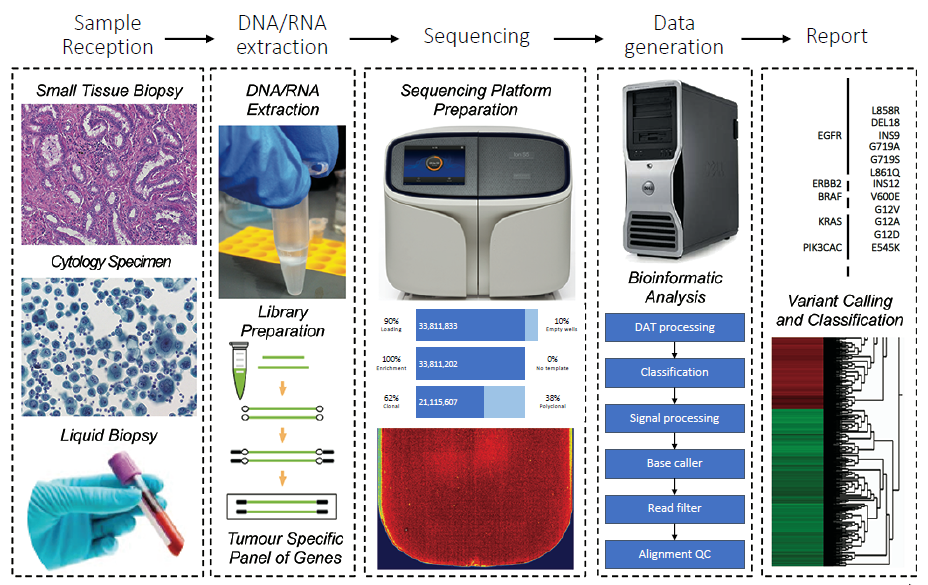 Sample
Reception
DNA/RNA
extraction
Sequencing
Data
generation
Report
Small Tissue Biopsy
Cytology Specimen
Liquid Biopsy
DNA/RNA
Extraction
Library
Preparation
Tumour Specific
Panel of Genes
Sequencing Platform
Preparation
90%
Loading
33,811,833
10%
Empty wells
100%
Enrichment
33,811,202
0%
No template
62%
Clonal
21,115,607
38%
Polyclonal
DELL
Bioinformatic
Analysis
DAT processing
Classification
Signal processing
Base caller
Read filter
Alignment QC
L858R
DEL18
EGFR INS9
G719A
G719S
L861Q
ERBB2 INS12
BRAF V600E
G12V
KRAS G12A
G12D
PIK3CAC E545K
Variant Calling
and Classification